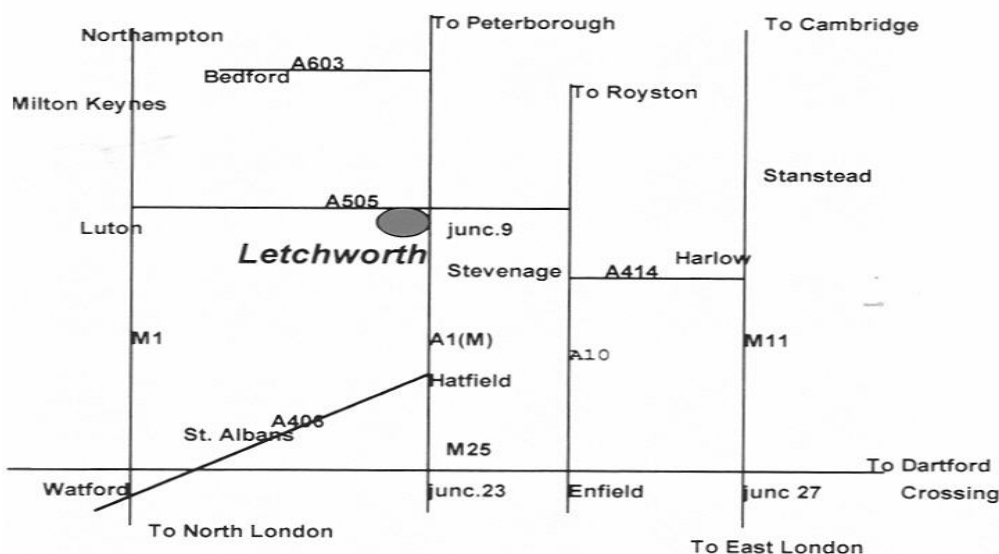 To Peterborough
To Cambridge
Northampton
A603
Bedford
Milton Keynes
To Royston
Stanstead
A505
Luton
junc.9
Letchworth
Stevenage
Harlow
A414
M1
A1(M)
A10
M11
Hatfield
A406
St. Albans
M25
To Dartford
Crossing
Watford
junc.23
Enfield
junc 27
To North London
To East London